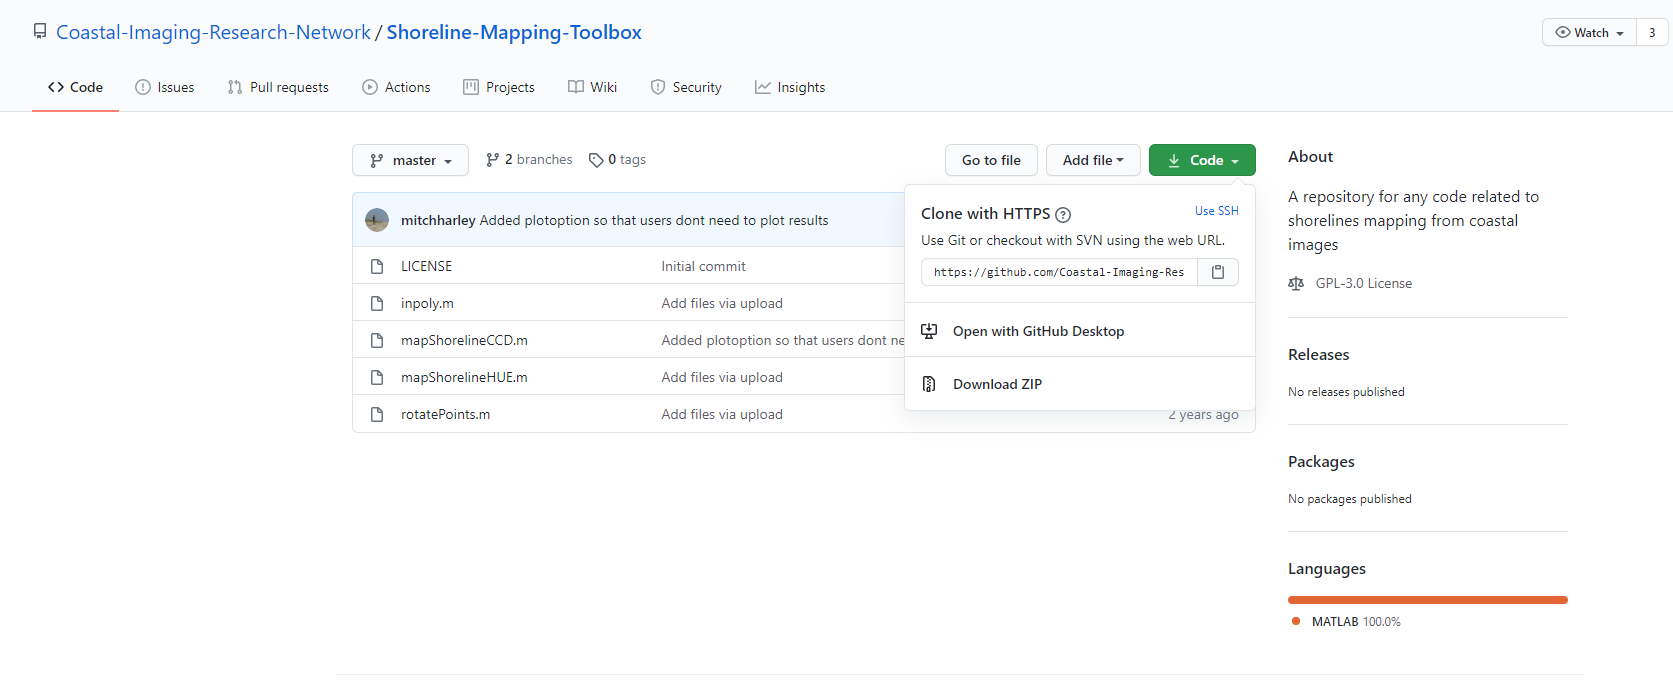 Coastal-Imaging-Research-Network / Shoreline-Mapping-Toolbox
Watch 3
Code Issues Pull requests Actions Projects Wiki Security Insights
master 2 branches 0 tags Go to file Add file Code
mitchharley Added plotoption so that users dont need to plot results
LICENSE Initial commit
inpoly.m Add files via upload
mapShorelineCCD.m Added plotoption so that users dont ne
mapShorelineHUE.m Add files via upload
rotatePoints.m Add files via upload 2 years ago
Clone with HTTPS ? Use SSH
Use Git or checkout with SVN using the web URL.
https://github.com/Coastal-Imaging-Res
Open with GitHub Desktop
Download ZIP
About
A repository for any code related to
shorelines mapping from coastal
images
GPL-3.0 License
Releases
No releases published
Packages
No packages published
Languages
MATLAB 100.0%